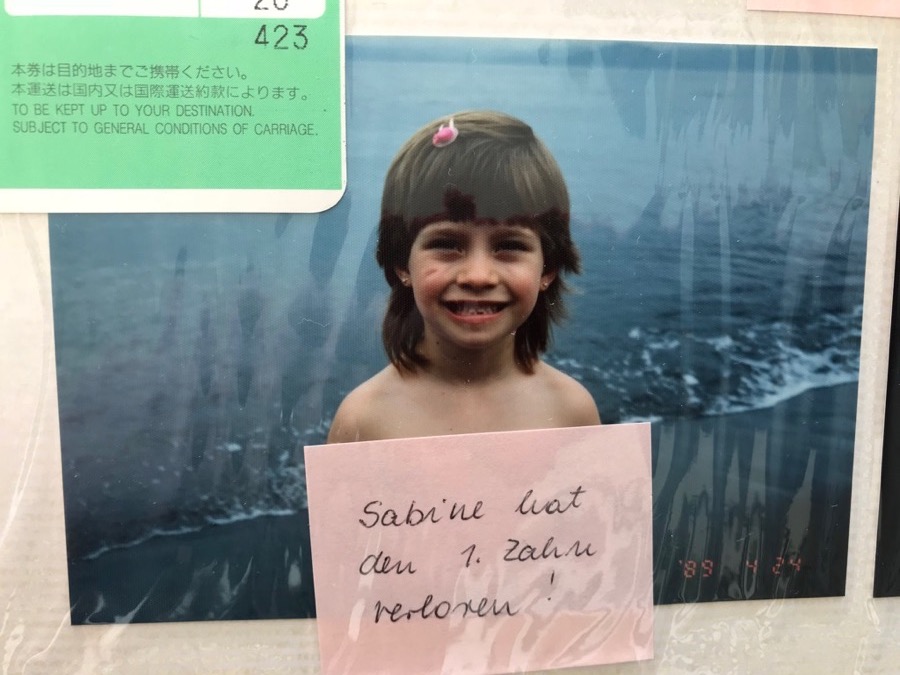 423
本券は目的地までご携帯ください。
本運送は国内又は国際運送約款によります。
TO BE KEPT UP TO YOUR DESTINATION.
SUBJECT TO GENERAL CONDITIONS OF CARRIAGE.
Sabine hat
den 1. Zahn
verloren!
'89 4 24